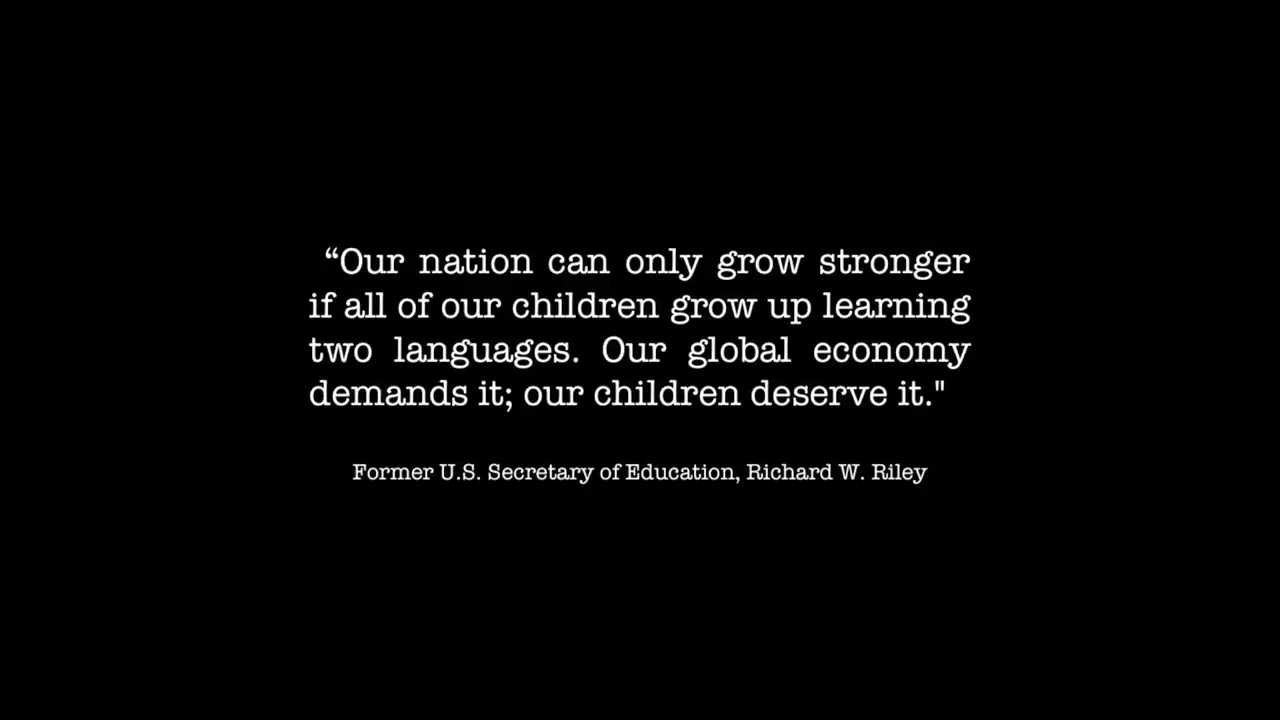 “Our nation can only grow stronger
if all of our children grow up learning
two languages. Our global economy
demands it; our children deserve it."
Former U.S. Secretary of Education, Richard W. Riley